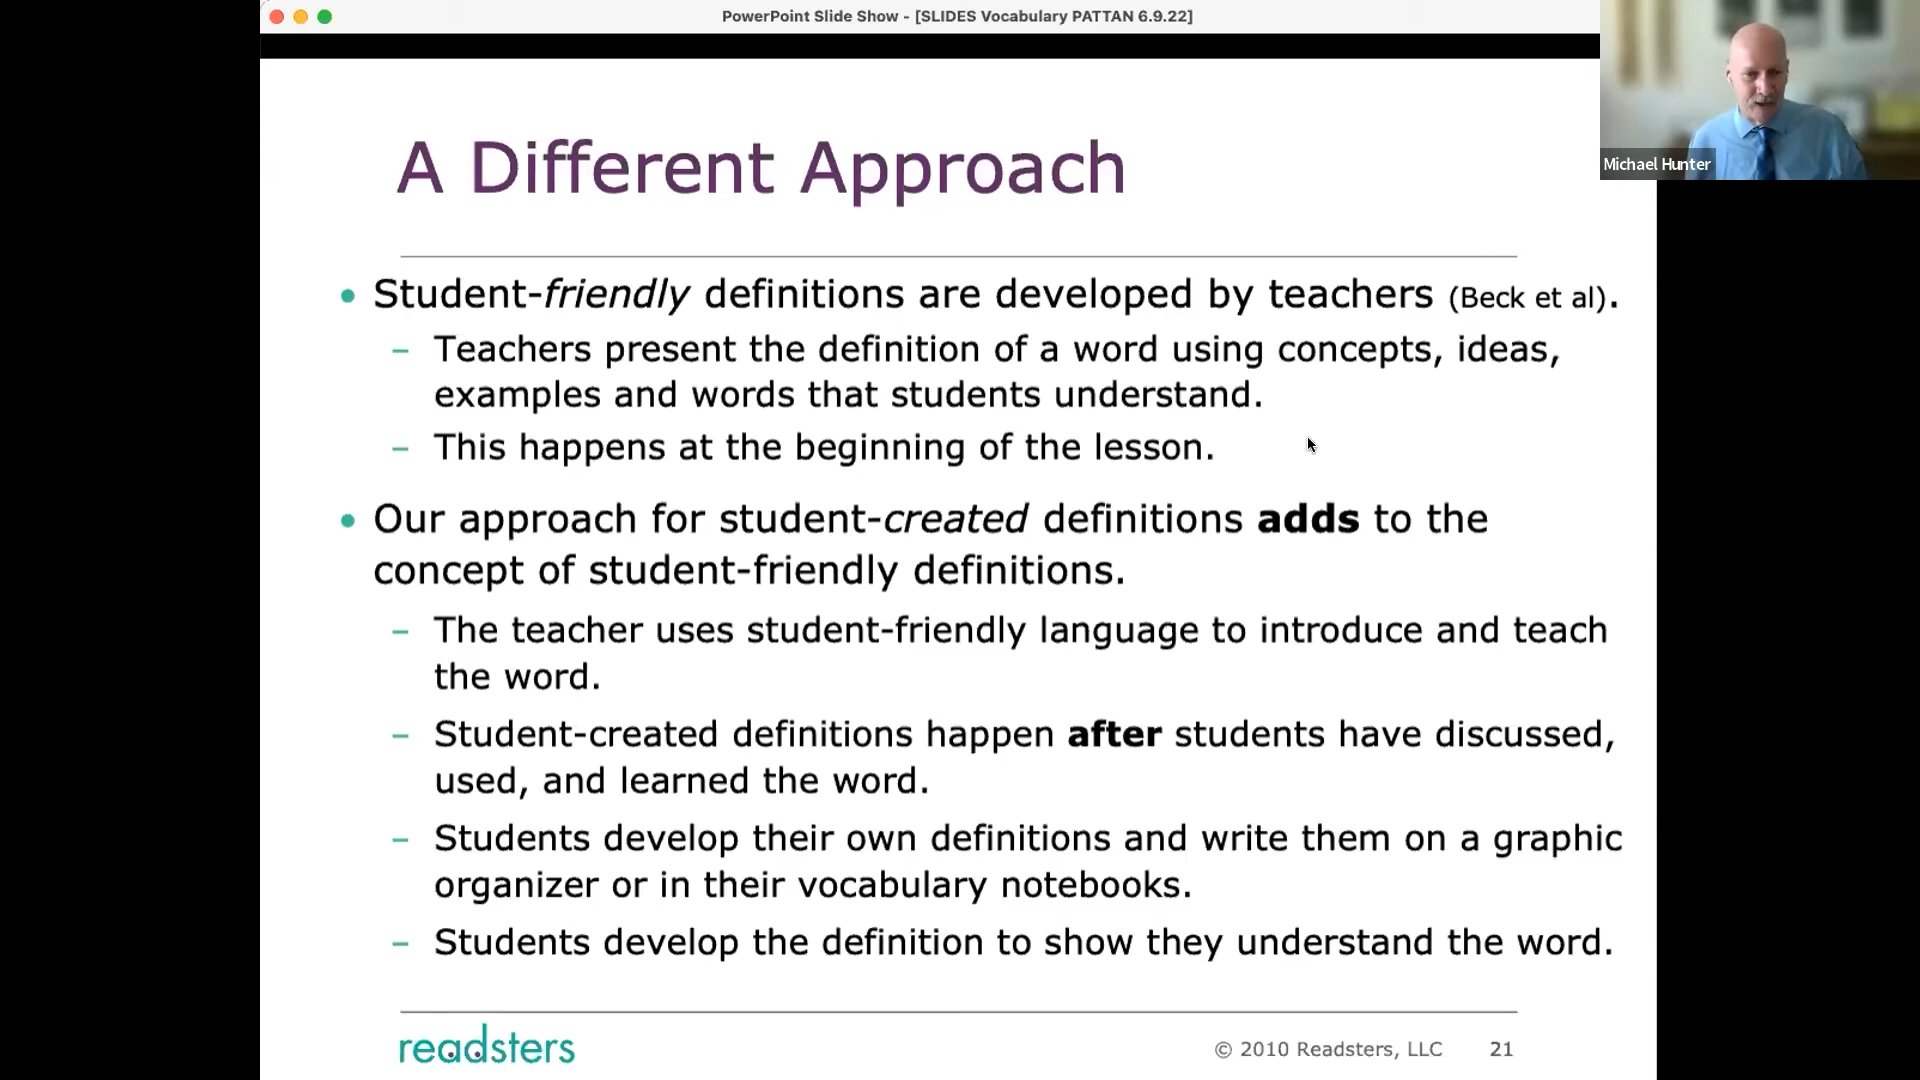 PowerPoint Slide Show - [SLIDES Vocabulary PATTAN 6.9.22]
Michael Hunter
A Different Approach
• Student-friendly definitions are developed by teachers (Beck et al).
– Teachers present the definition of a word using concepts, ideas,
examples and words that students understand.
– This happens at the beginning of the lesson.
• Our approach for student-created definitions adds to the
concept of student-friendly definitions.
– The teacher uses student-friendly language to introduce and teach
the word.
– Student-created definitions happen after students have discussed,
used, and learned the word.
– Students develop their own definitions and write them on a graphic
organizer or in their vocabulary notebooks.
– Students develop the definition to show they understand the word.
readsters
© 2010 Readsters, LLC 21